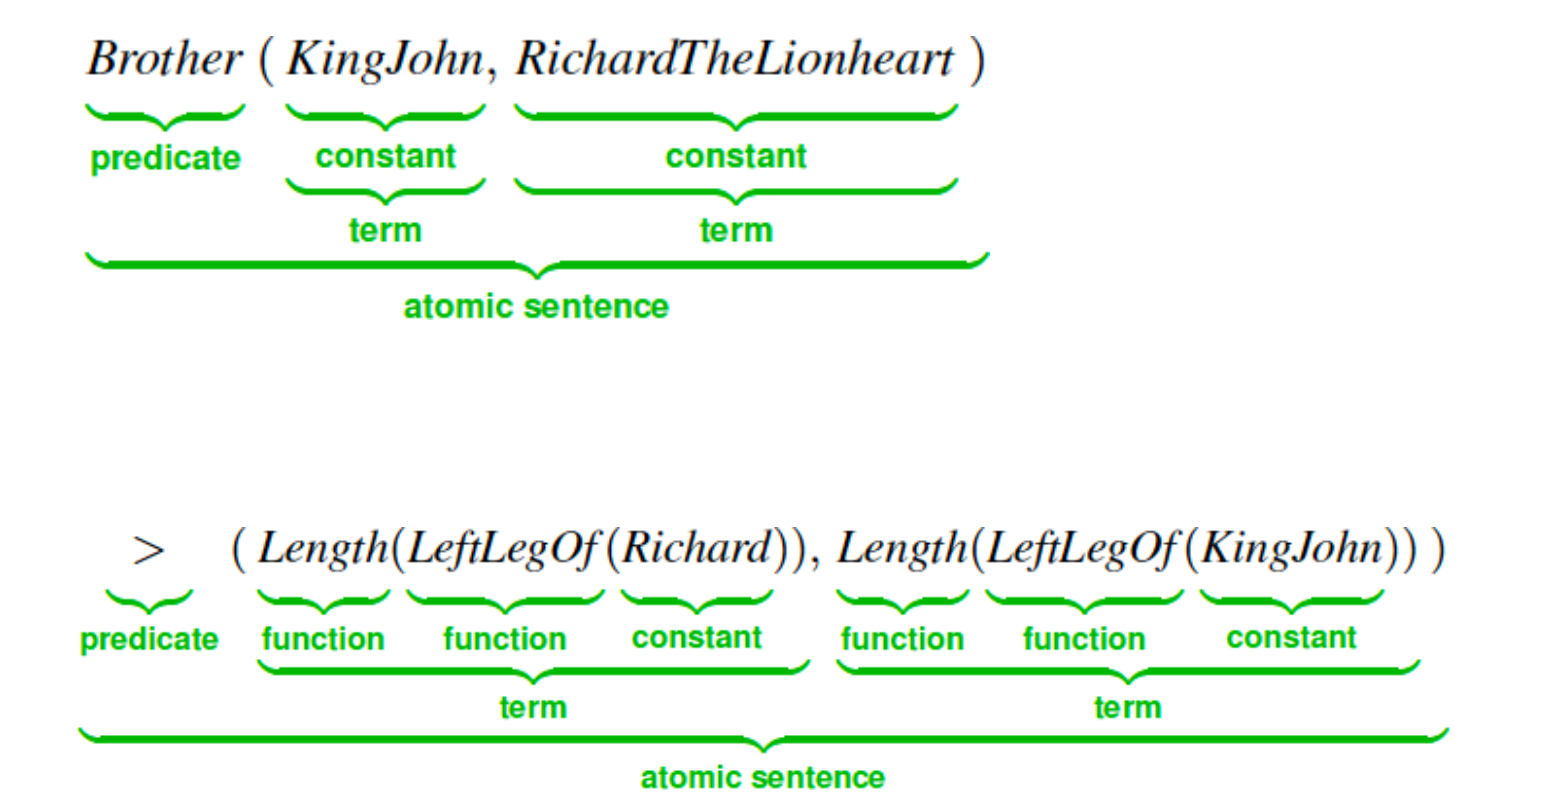 Brother ( KingJohn, RichardTheLionheart )
predicate constant constant
term term
atomic sentence
> ( Length(LeftLegOf(Richard)), Length(LeftLegOf(KingJohn)) )
predicate function function constant function function constant
term term
atomic sentence